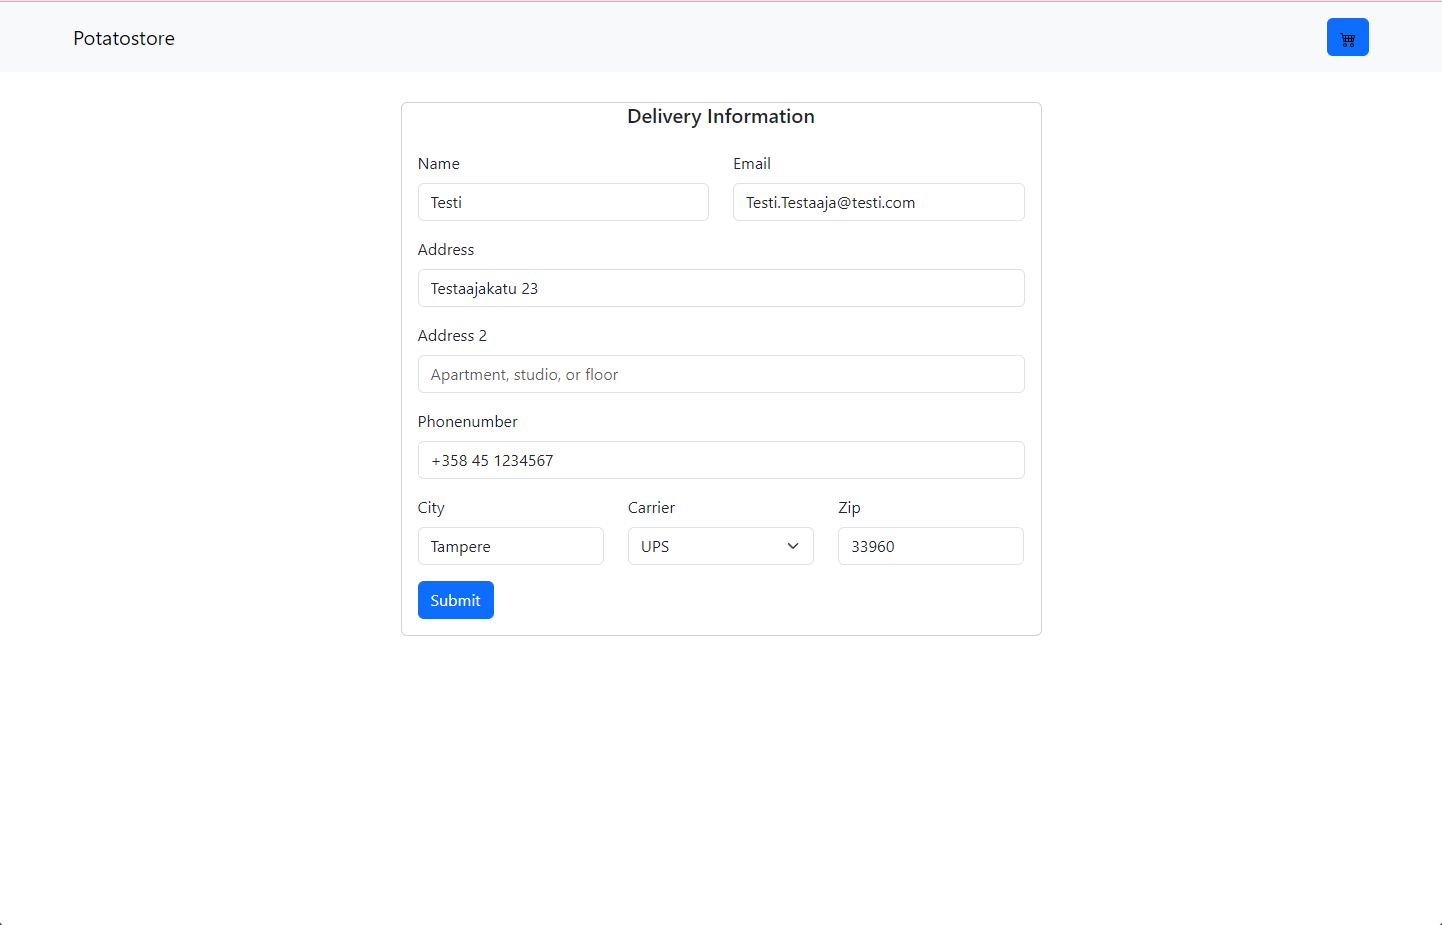 Potatostore
Delivery Information
Name Email
Testi Testi.Testaaja@testi.com
Address
Testaajakatu 23
Address 2
Apartment, studio, or floor
Phonenumber
+358 45 1234567
City Carrier Zip
Tampere UPS 33960
Submit